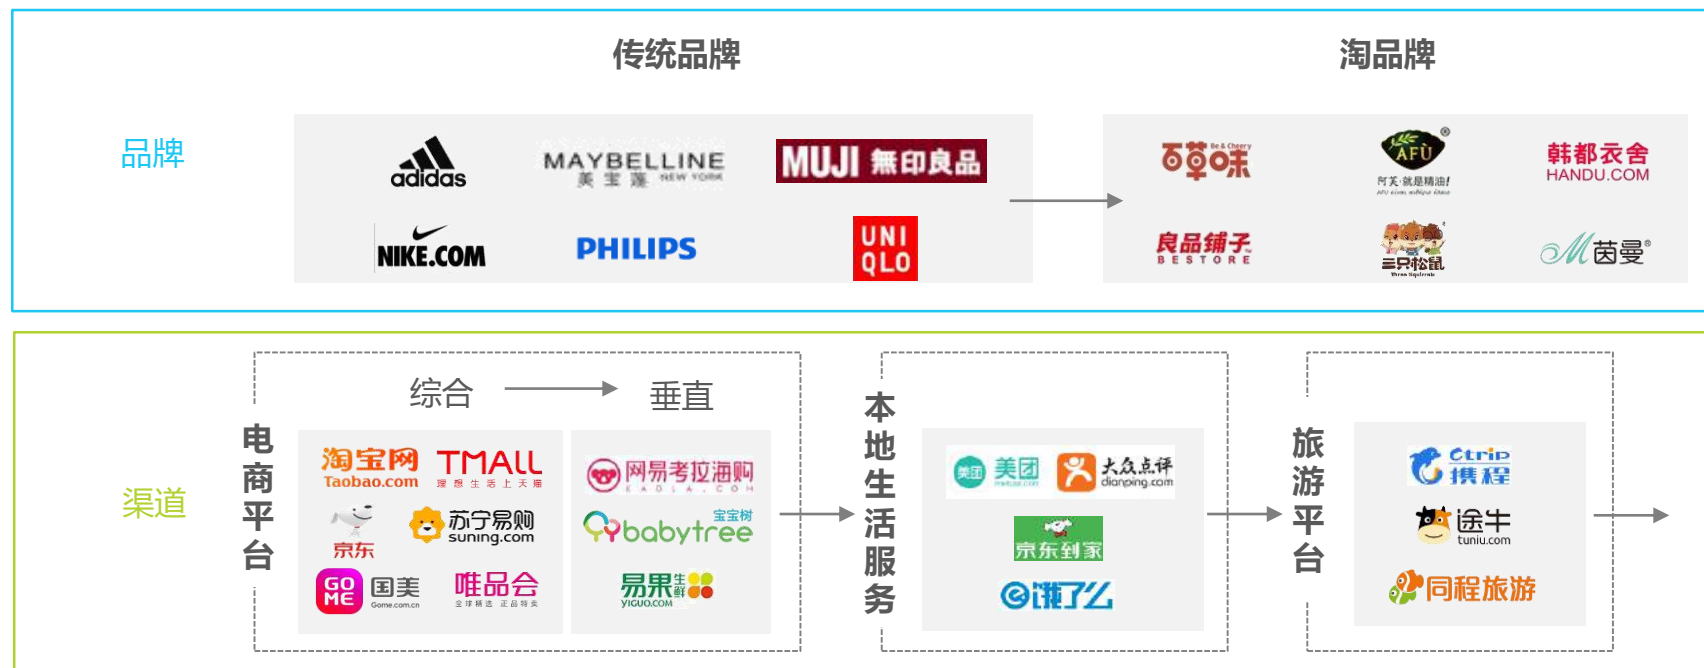 传统品牌
淘品牌
品牌
adidas
MAYBELLINE
美宝莲 NEW YORK
MUJI 無印良品
NIKE.COM
PHILIPS
UNI
QLO
Be & Cheery
百草味
AFU
®
阿芙·就是精油!
韩都衣舍
HANDU.COM
良品铺子
BESTORE
三只松鼠
Three Squirrels
茵曼®
渠道
电商平台
综合
垂直
淘宝网
Taobao.com
TMALL
理想生活上天猫
京东
苏宁易购
suning.com
GO
ME
国美
Gome.com.cn
唯品会
全球精选 正品特卖
网易考拉海购
KAOLA.COM
宝宝树
babytree
易果生鲜
YIGUO.COM
本地生活服务
美团
美团
meituan.com
大众点评
dianping.com
京东到家
饿了么
旅游平台
Ctrip
携程
途牛
tuniu.com
同程旅游